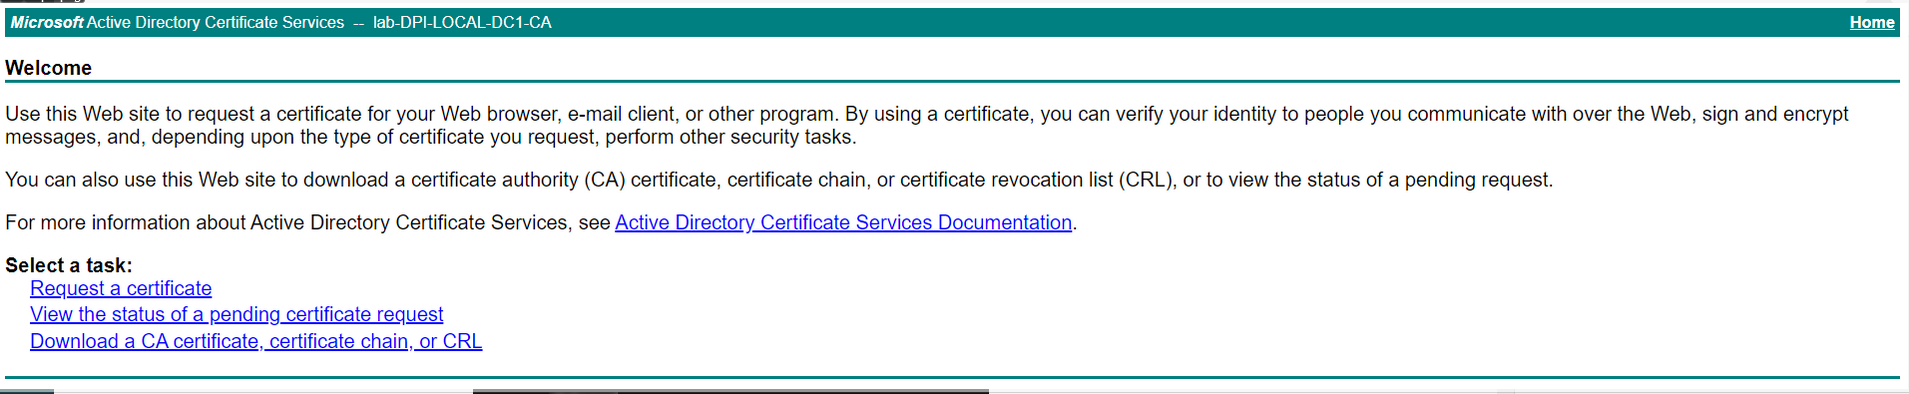 Microsoft Active Directory Certificate Services -- lab-DPI-LOCAL-DC1-CA Home
Welcome
Use this Web site to request a certificate for your Web browser, e-mail client, or other program. By using a certificate, you can verify your identity to people you communicate with over the Web, sign and encrypt
messages, and, depending upon the type of certificate you request, perform other security tasks.
You can also use this Web site to download a certificate authority (CA) certificate, certificate chain, or certificate revocation list (CRL), or to view the status of a pending request.
For more information about Active Directory Certificate Services, see Active Directory Certificate Services Documentation.
Select a task:
Request a certificate
View the status of a pending certificate request
Download a CA certificate, certificate chain, or CRL